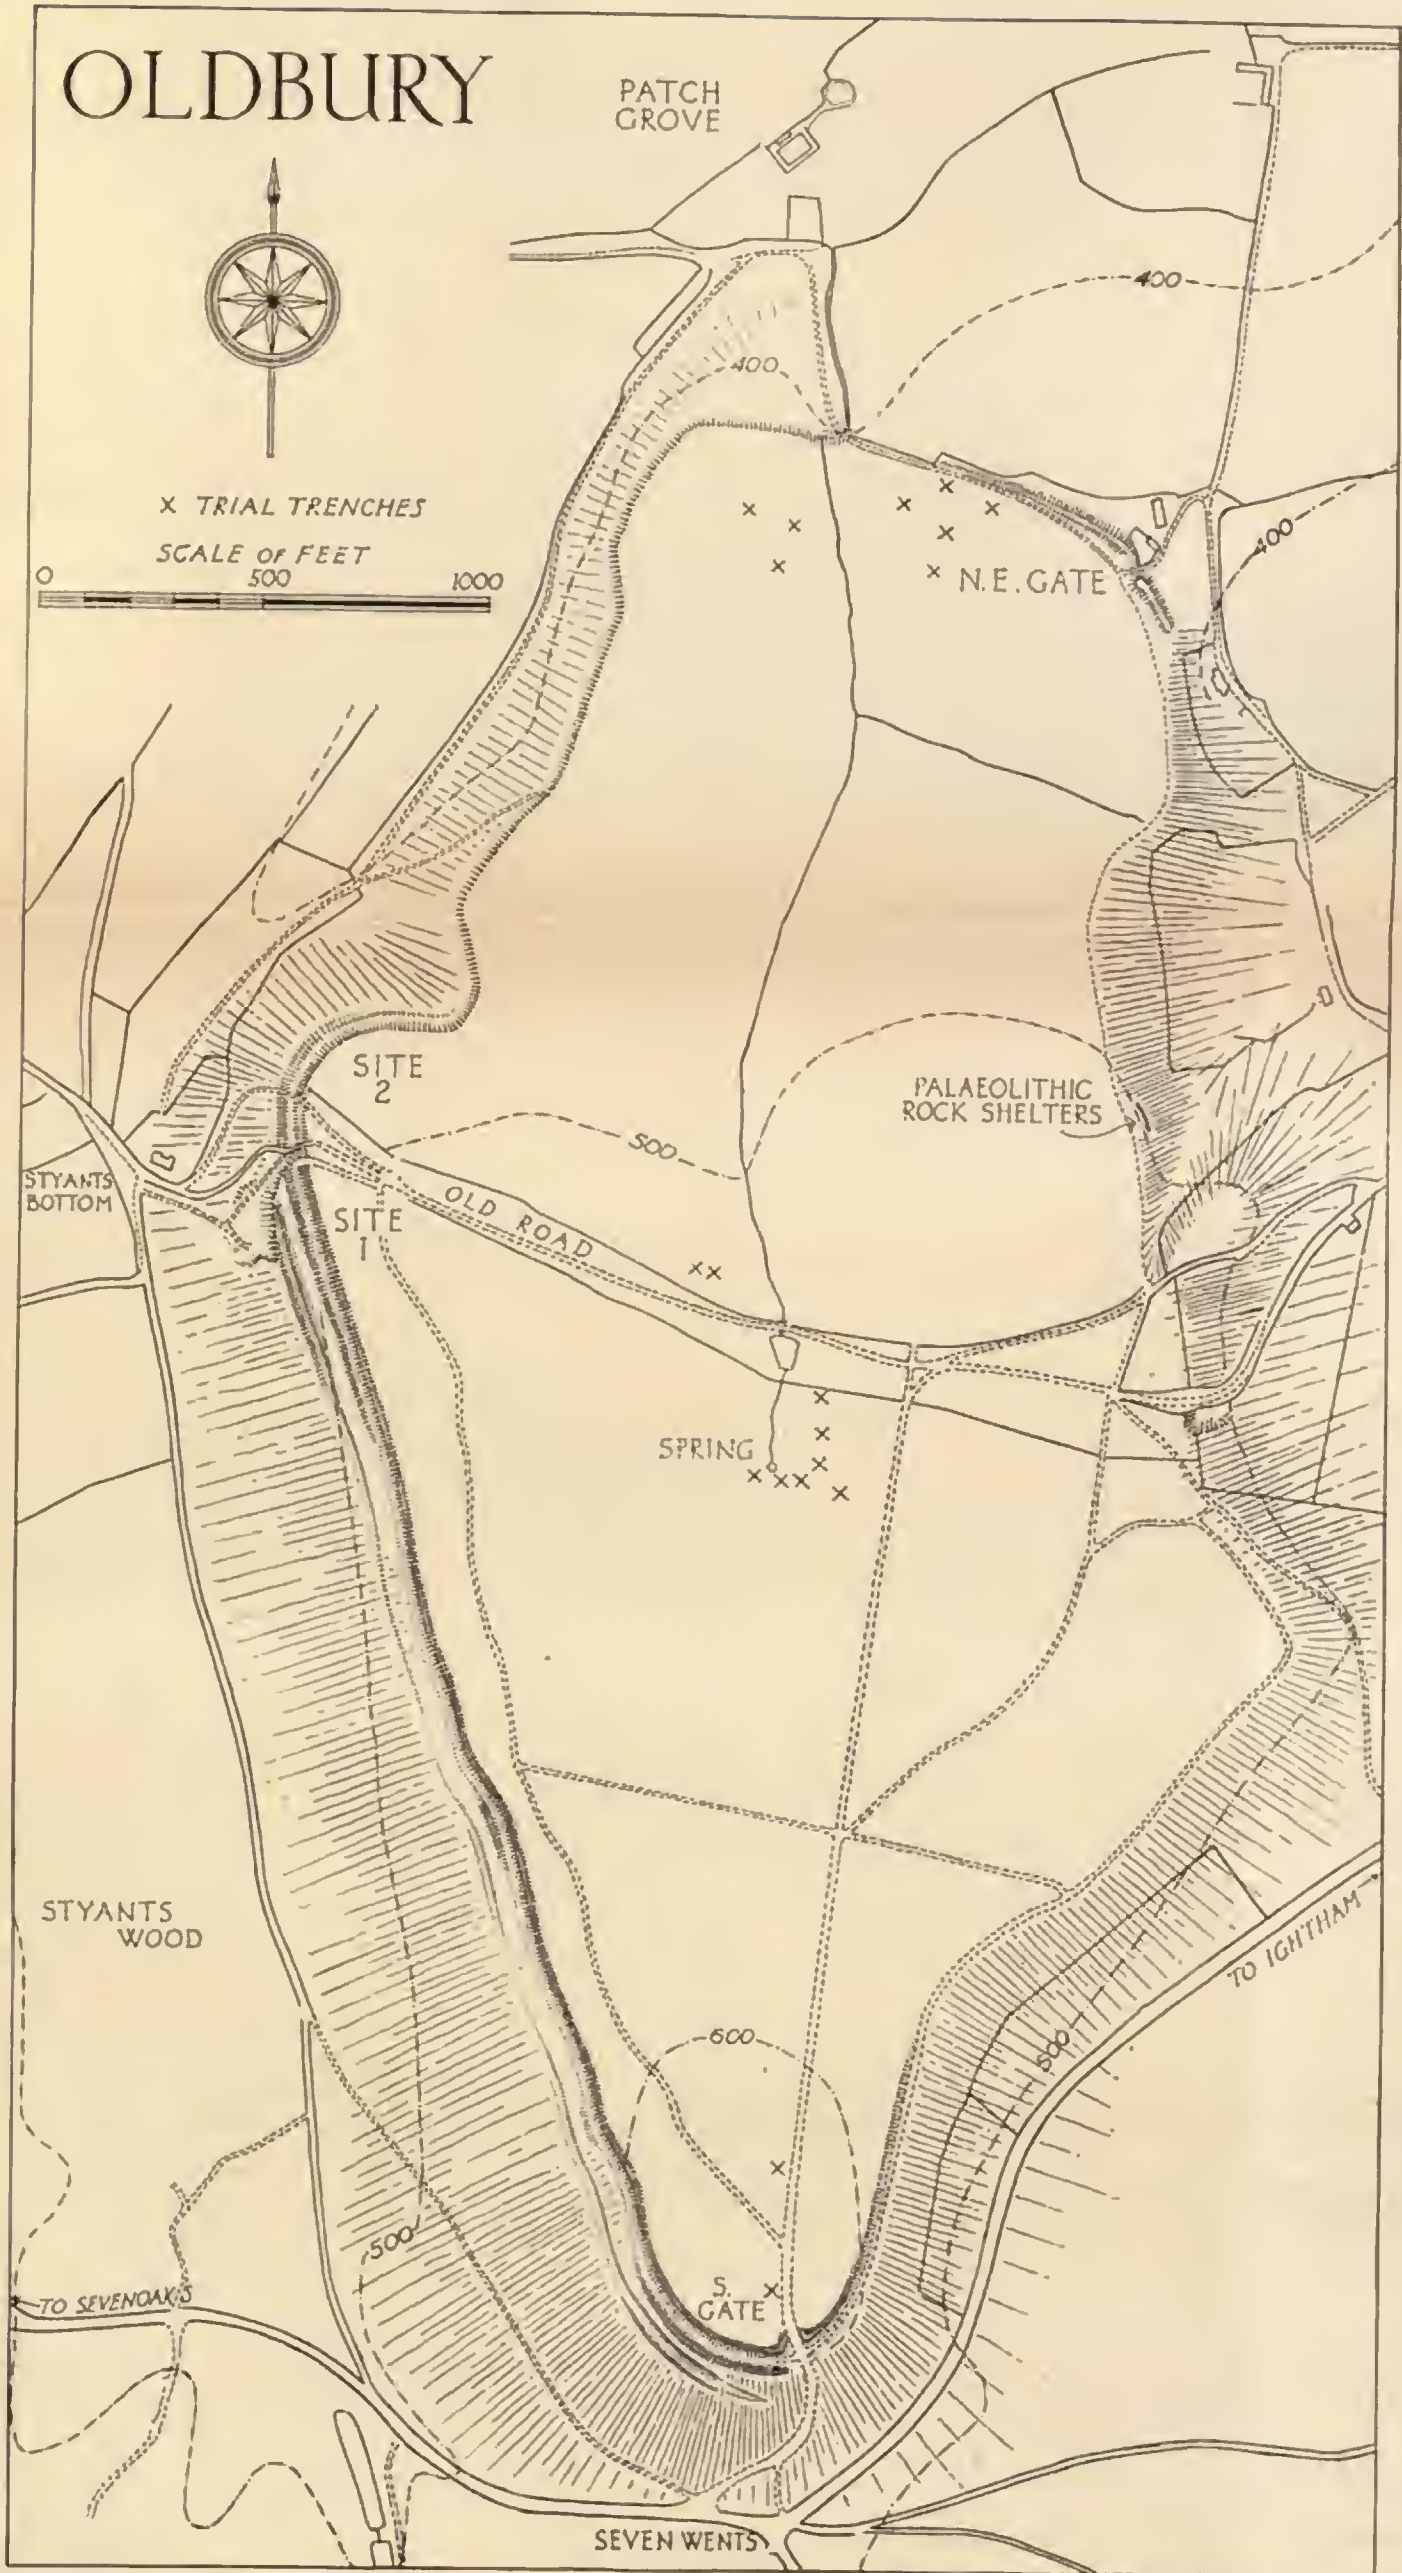 OLDBURY
PATCH
GROVE
400
400
X TRIAL TRENCHES
SCALE OF FEET
0 500 1000
400
N.E. GATE
SITE
2
PALAEOLITHIC
ROCK SHELTERS
500
STYANTS
BOTTOM
OLD ROAD
SITE
1
SPRING
STYANTS
WOOD
TO IGHTHAM
600
500
500
TO SEVENOAKS
S.
GATE
SEVEN WENTS